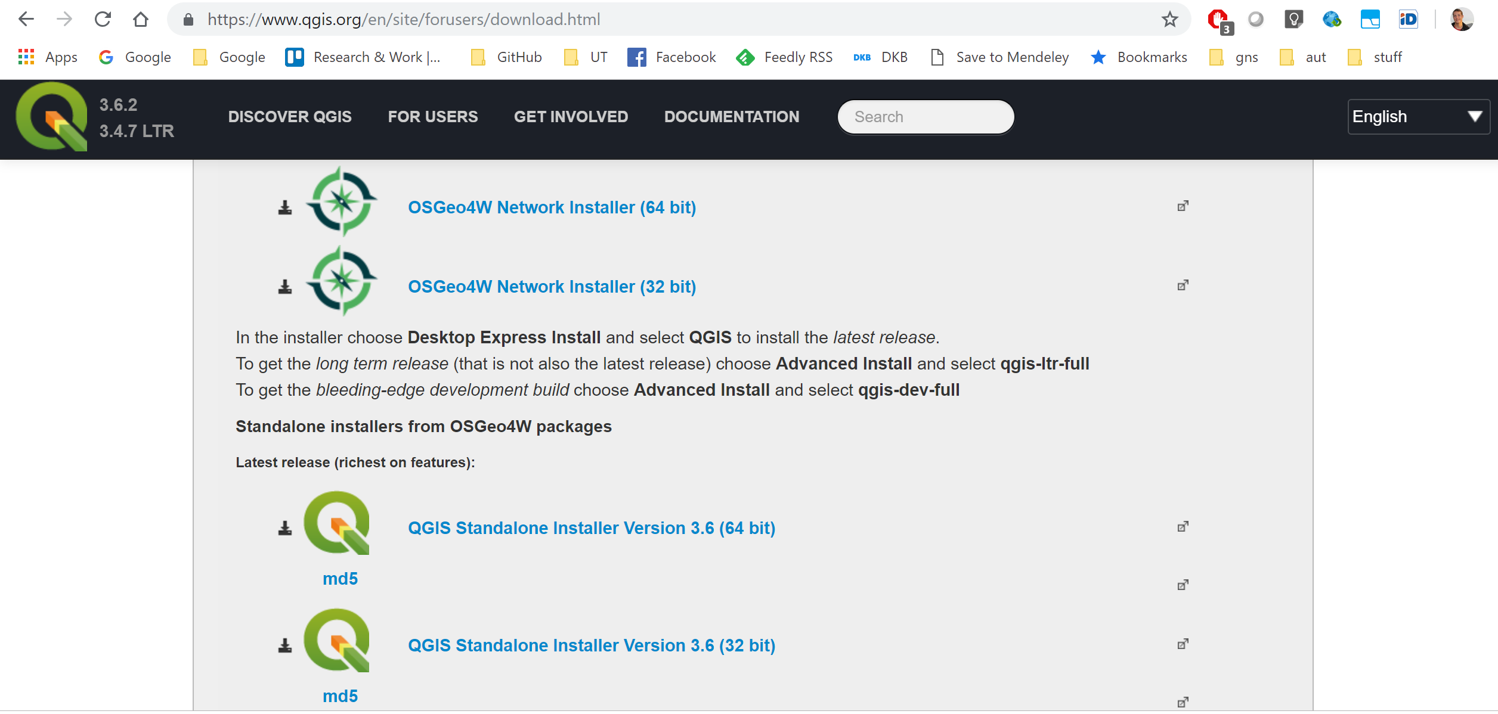 https://www.qgis.org/en/site/forusers/download.html
3
iD
Apps
Google
Google
Research & Work |...
GitHub
UT
Facebook
Feedly RSS
DKB DKB
Save to Mendeley
Bookmarks
gns
aut
stuff
3.6.2
3.4.7 LTR
DISCOVER QGIS
FOR USERS
GET INVOLVED
DOCUMENTATION
Search
English
OSGeo4W Network Installer (64 bit)
OSGeo4W Network Installer (32 bit)
In the installer choose Desktop Express Install and select QGIS to install the latest release.
To get the long term release (that is not also the latest release) choose Advanced Install and select qgis-ltr-full
To get the bleeding-edge development build choose Advanced Install and select qgis-dev-full
Standalone installers from OSGeo4W packages
Latest release (richest on features):
QGIS Standalone Installer Version 3.6 (64 bit)
md5
QGIS Standalone Installer Version 3.6 (32 bit)
md5